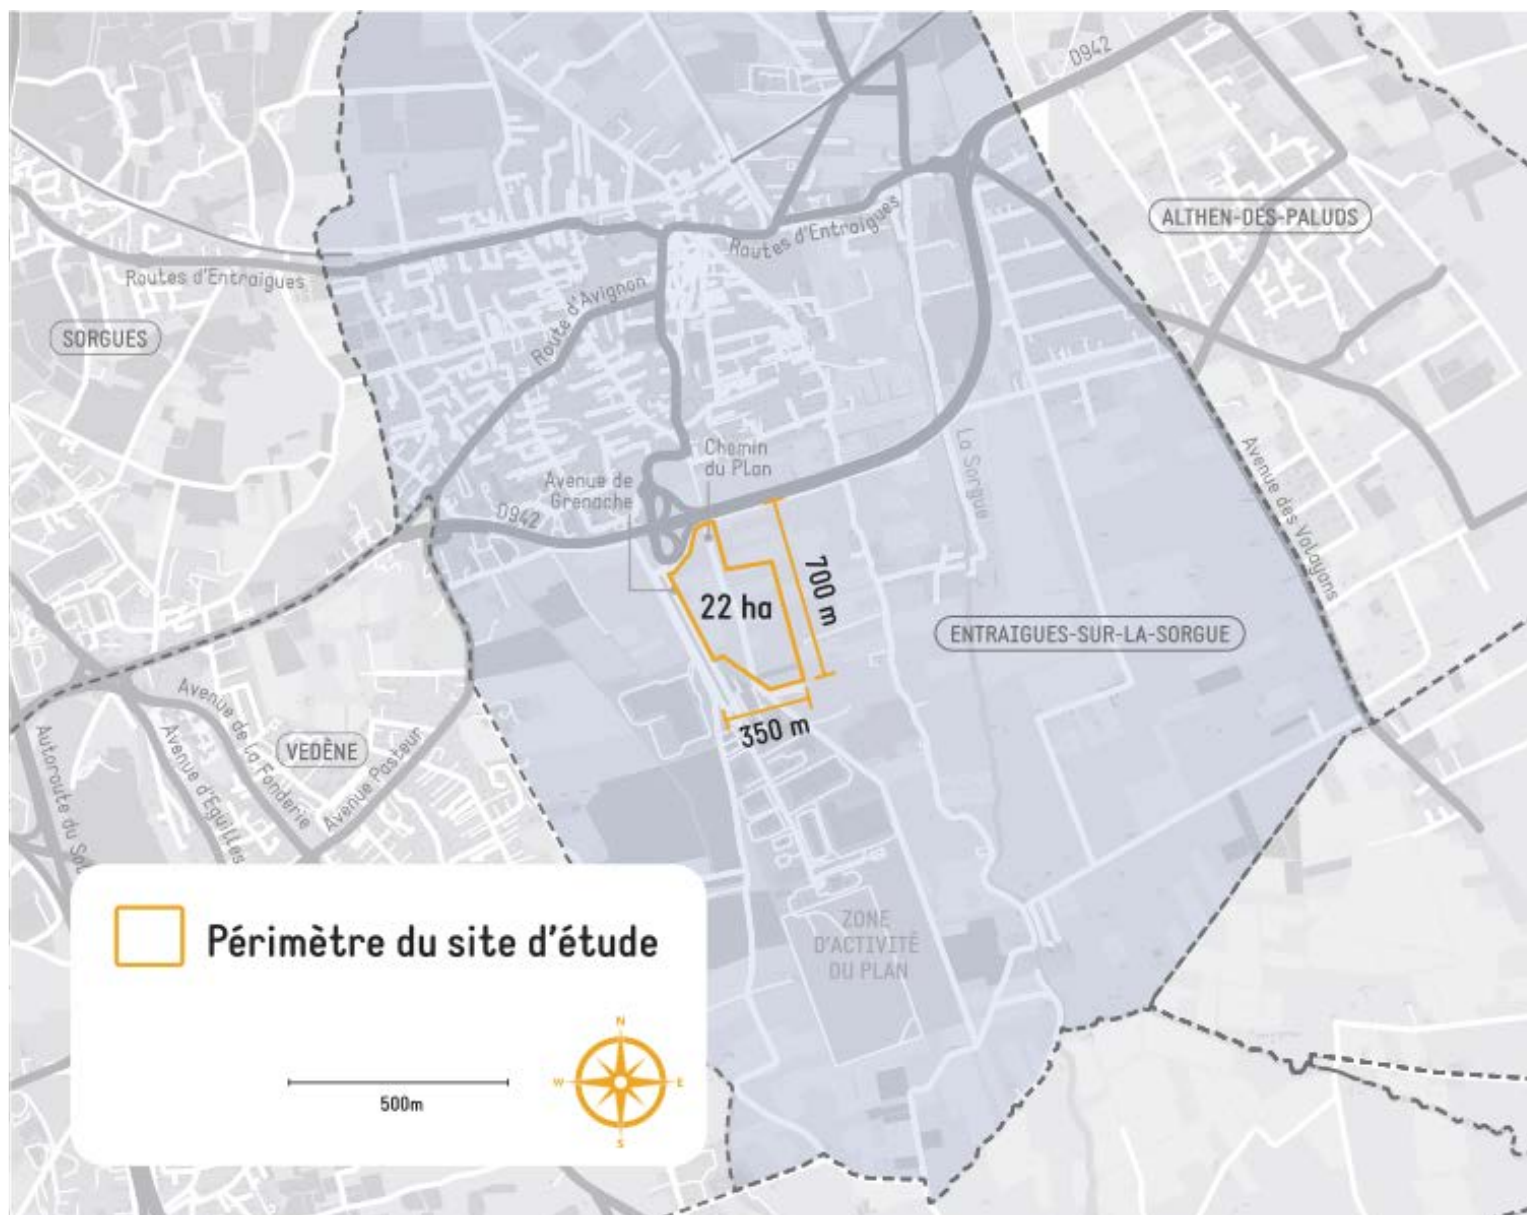 D942
ALTHEN-DES-PALUDS
Routes d'Entraigues
Routes d'Entraigues
SORGUES
Route d'Avignon
Chemin
du Plan
Avenue de
Grenache
D942
La Sorgue
Avenue des Valayans
700 m
22 ha
ENTRAIGUES-SUR-LA-SORGUE
350 m
VEDÈNE
Avenue de la Fonderie
Avenue d'Eguilles
Avenue Pasteur
Autoroute du
ZONE
D'ACTIVITÉ
DU PLAN
Périmètre du site d'étude
N
W
E
S
500m